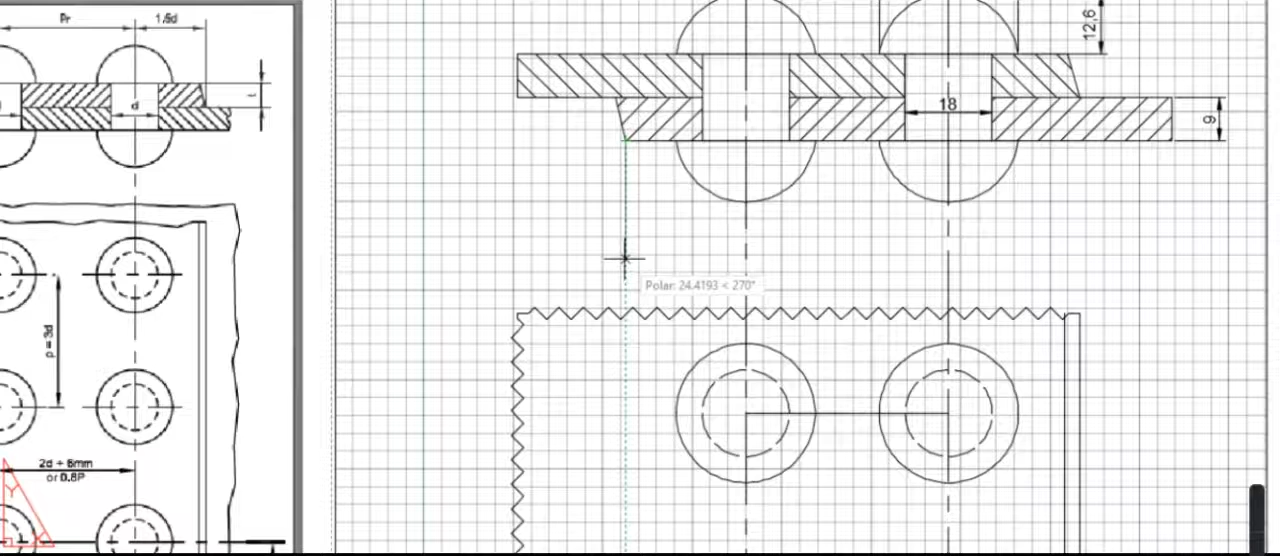 Pr
1.5d
t
d
p = 3d
2d + 6mm
or 0.8P
12,6
18
9
Polar: 24.4193 < 270°